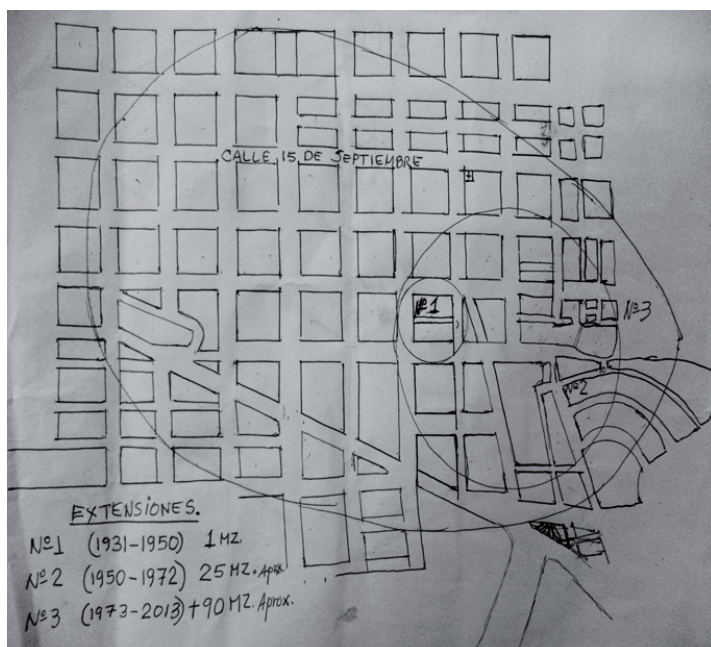 CALLE 15 DE SEPTIEMBRE
Nº1
Nº3
Nº2
EXTENSIONES.
Nº1 (1931-1950) 1 MZ.
Nº2 (1950-1972) 25 MZ. Aprx.
Nº3 (1973-2013) +90 MZ. Aprox.